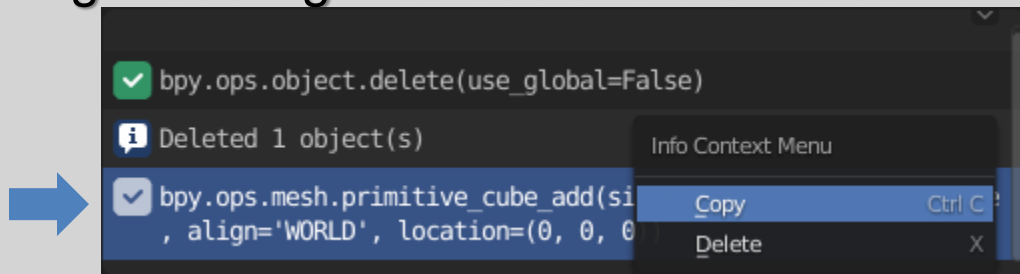 bpy.ops.object.delete(use_global=False)
Deleted 1 object(s)
Info Context Menu
bpy.ops.mesh.primitive_cube_add(si
Copy Ctrl C
, align='WORLD', location=(0, 0, 0
Delete X